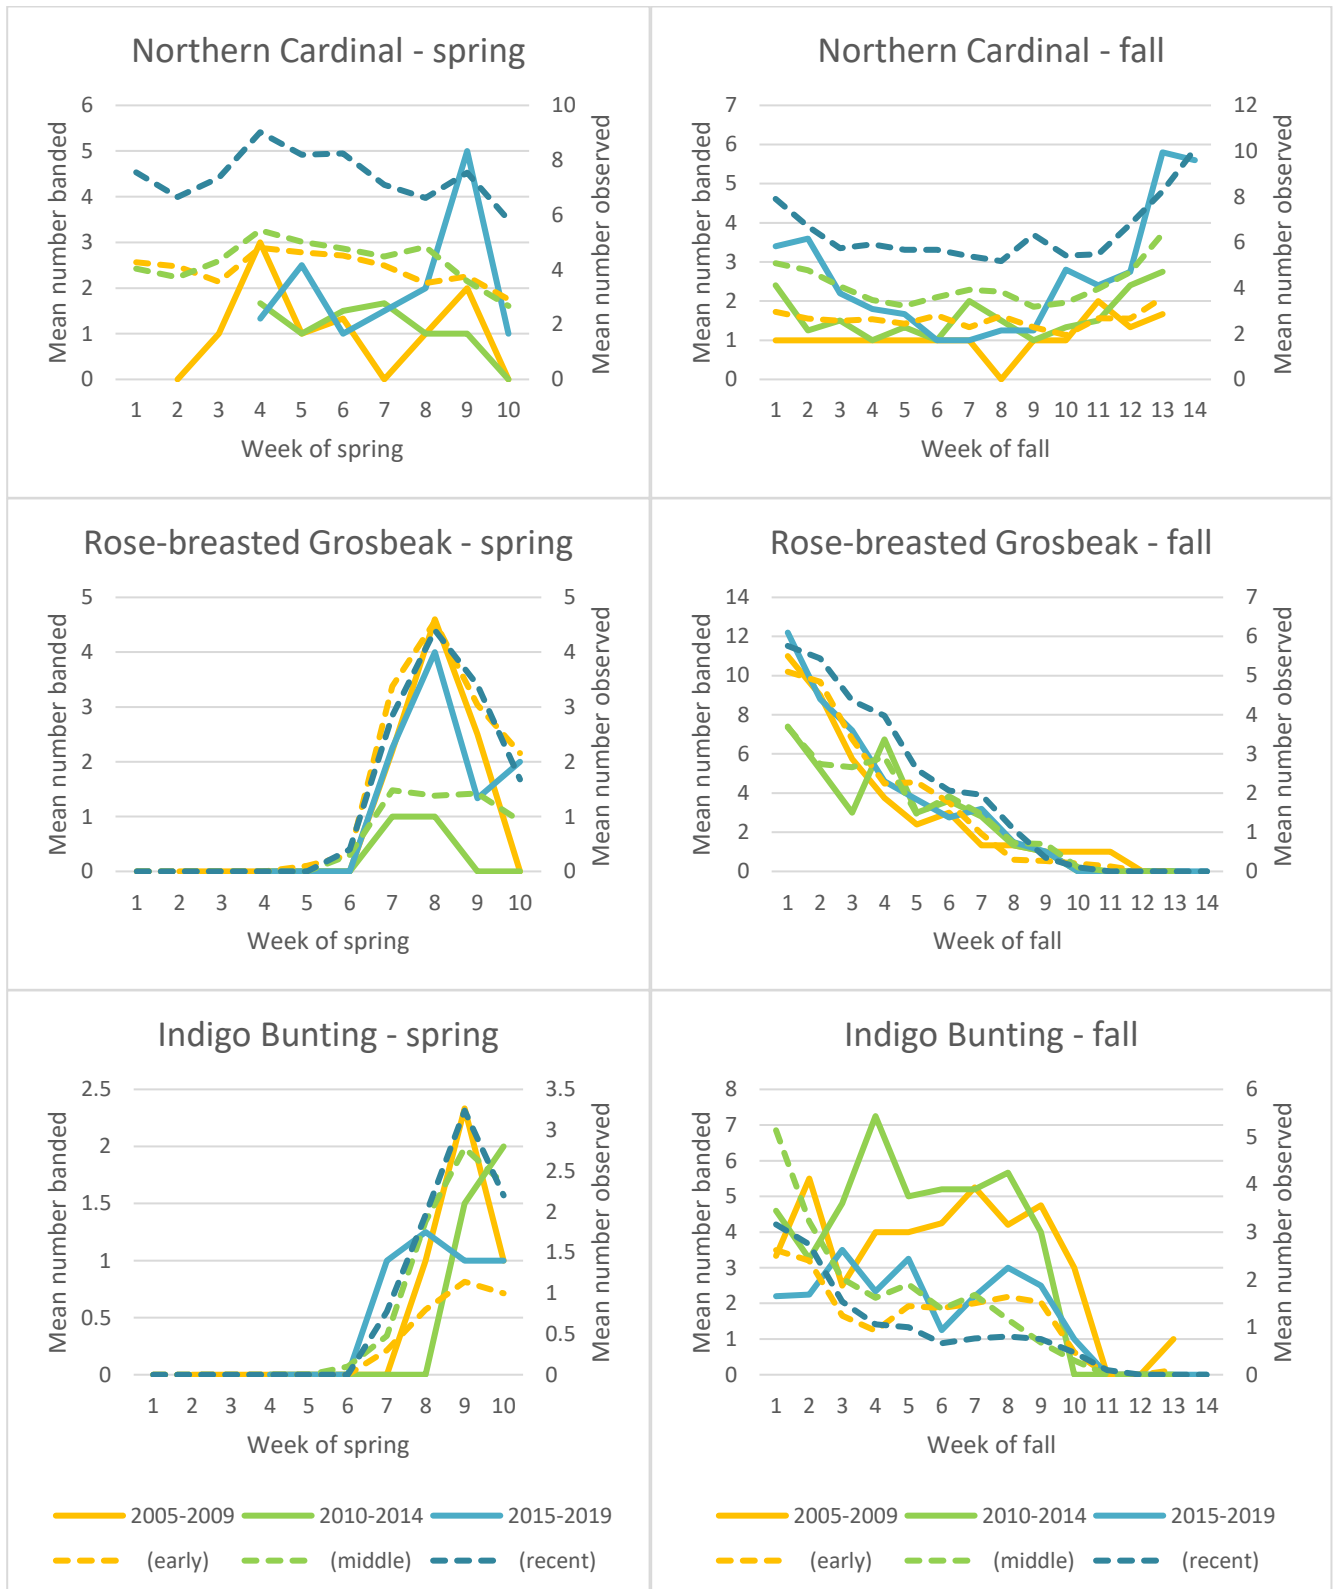 Northern Cardinal - spring
Mean number banded
6
5
4
3
2
1
0
10
8
6
4
2
0
Mean number observed
1 2 3 4 5 6 7 8 9 10
Week of spring
Northern Cardinal - fall
Mean number banded
7
6
5
4
3
2
1
0
12
10
8
6
4
2
0
Mean number observed
1 2 3 4 5 6 7 8 9 10 11 12 13 14
Week of fall
Rose-breasted Grosbeak - spring
Mean number banded
5
4
3
2
1
0
5
4
3
2
1
0
Mean number observed
1 2 3 4 5 6 7 8 9 10
Week of spring
Rose-breasted Grosbeak - fall
Mean number banded
14
12
10
8
6
4
2
0
7
6
5
4
3
2
1
0
Mean number observed
1 2 3 4 5 6 7 8 9 10 11 12 13 14
Week of fall
Indigo Bunting - spring
Mean number banded
2.5
2
1.5
1
0.5
0
3.5
3
2.5
2
1.5
1
0.5
0
Mean number observed
1 2 3 4 5 6 7 8 9 10
Week of spring
2005-2009 2010-2014 2015-2019
(early) (middle) (recent)
Indigo Bunting - fall
Mean number banded
8
7
6
5
4
3
2
1
0
6
5
4
3
2
1
0
Mean number observed
1 2 3 4 5 6 7 8 9 10 11 12 13 14
Week of fall
2005-2009 2010-2014 2015-2019
(early) (middle) (recent)